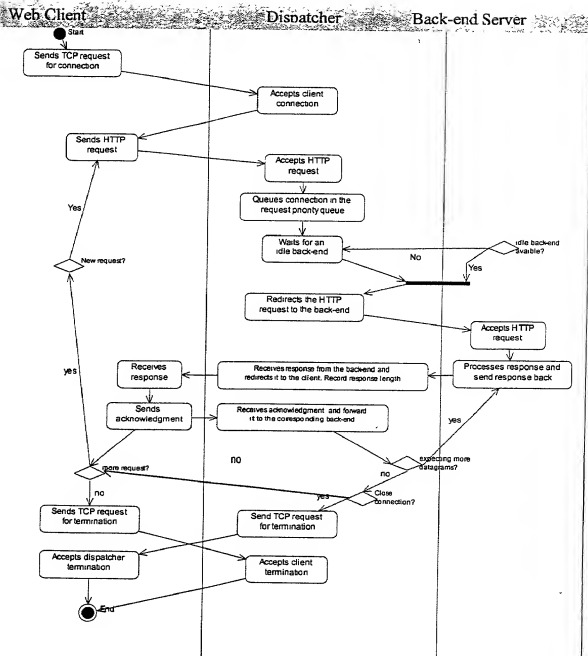 Web Client
Dispatcher
Back-end Server
Start
Sends TCP request
for connection
Accepts client
connection
Sends HTTP
request
Accepts HTTP
request
Yes
Queues connection in the
request priority queue
Waits for an
idle back-end
No
idle back-end
avaible?
Yes
New request?
Redirects the HTTP
request to the back-end
Accepts HTTP
request
yes
Receives
response
Receives response from the back-end and
redirects it to the client. Record response length
Processes response and
send response back
Sends
acknowledgment
Receives acknowledgment and forward
it to the coresponding back-end
yes
more request?
no
expecting more
datagrams?
no
no
yes
Close
connection?
Sends TCP request
for termination
Send TCP request
for termination
Accepts dispatcher
termination
Accepts client
termination
End